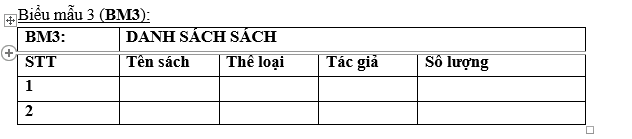 Biểu mẫu 3 (BM3):
BM3: DANH SÁCH SÁCH
STT Tên sách Thể loại Tác giả Số lượng
1
2